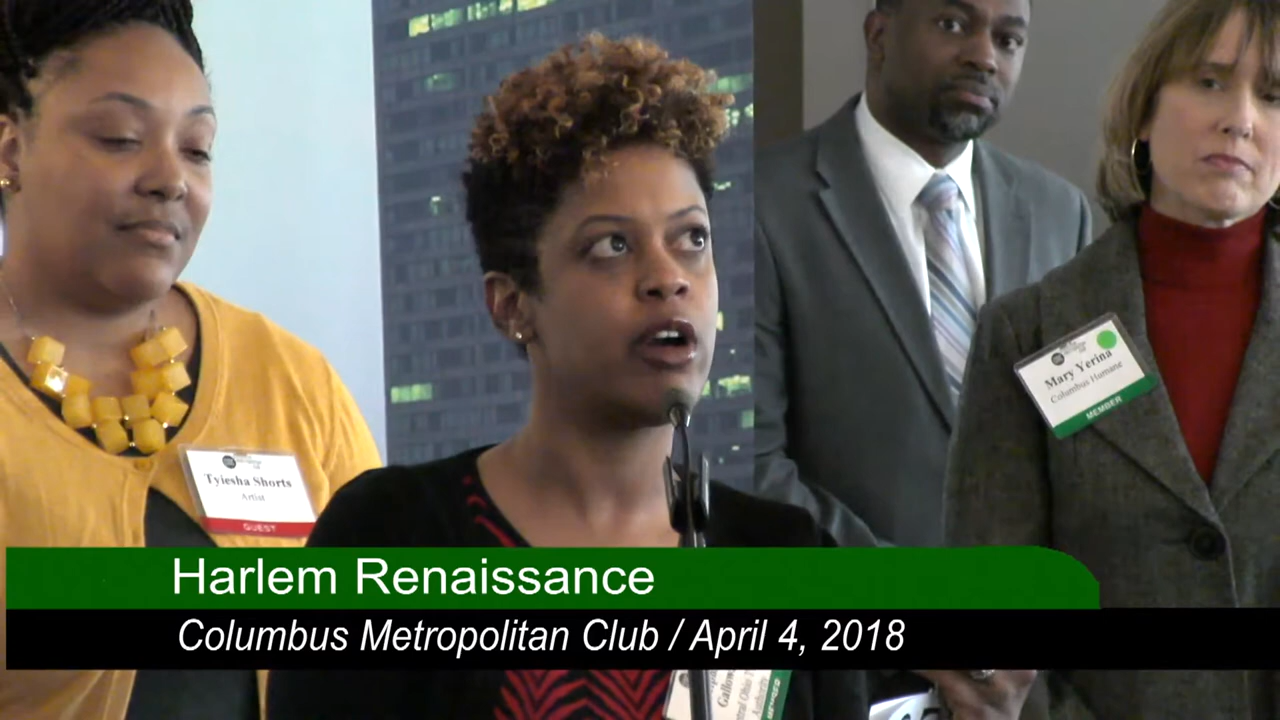 Tyiesha Shorts
Artist
GUEST
Mary Yerina
Columbus Humane
MEMBER
Harlem Renaissance
Columbus Metropolitan Club / April 4, 2018